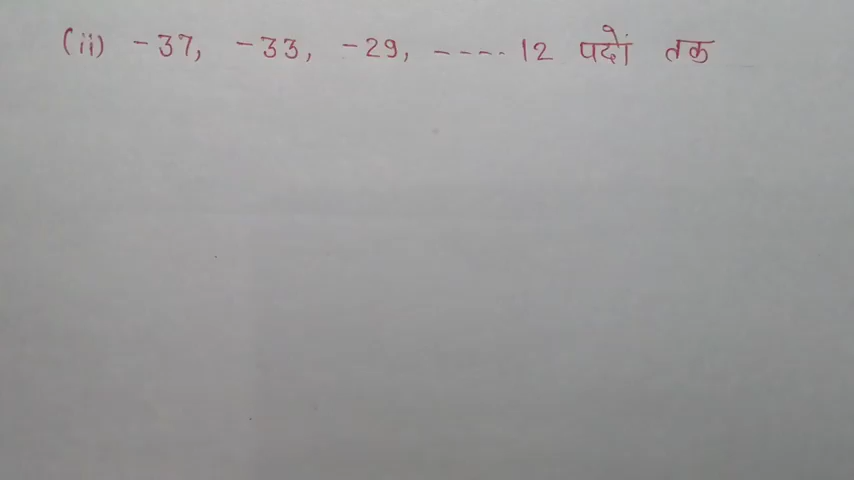 (ii) -37, -33, -29, ----- 12 पदों तक